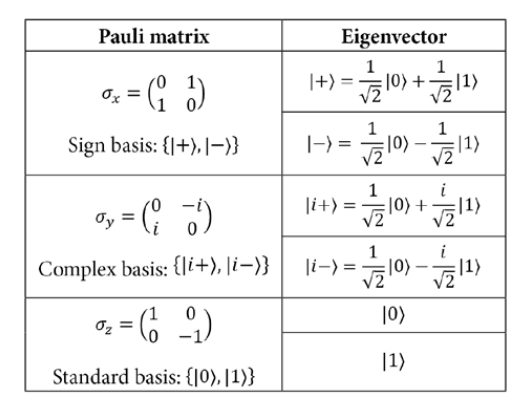 Pauli matrix
Eigenvector
σₓ = (0 1
1 0)
Sign basis: {|+⟩, |−⟩}
|+⟩ = 1/√2 |0⟩ + 1/√2 |1⟩
|−⟩ = 1/√2 |0⟩ − 1/√2 |1⟩
σ_y = (0 −i
i 0)
Complex basis: {|i+⟩, |i−⟩}
|i+⟩ = 1/√2 |0⟩ + i/√2 |1⟩
|i−⟩ = 1/√2 |0⟩ − i/√2 |1⟩
σ_z = (1 0
0 −1)
Standard basis: {|0⟩, |1⟩}
|0⟩
|1⟩